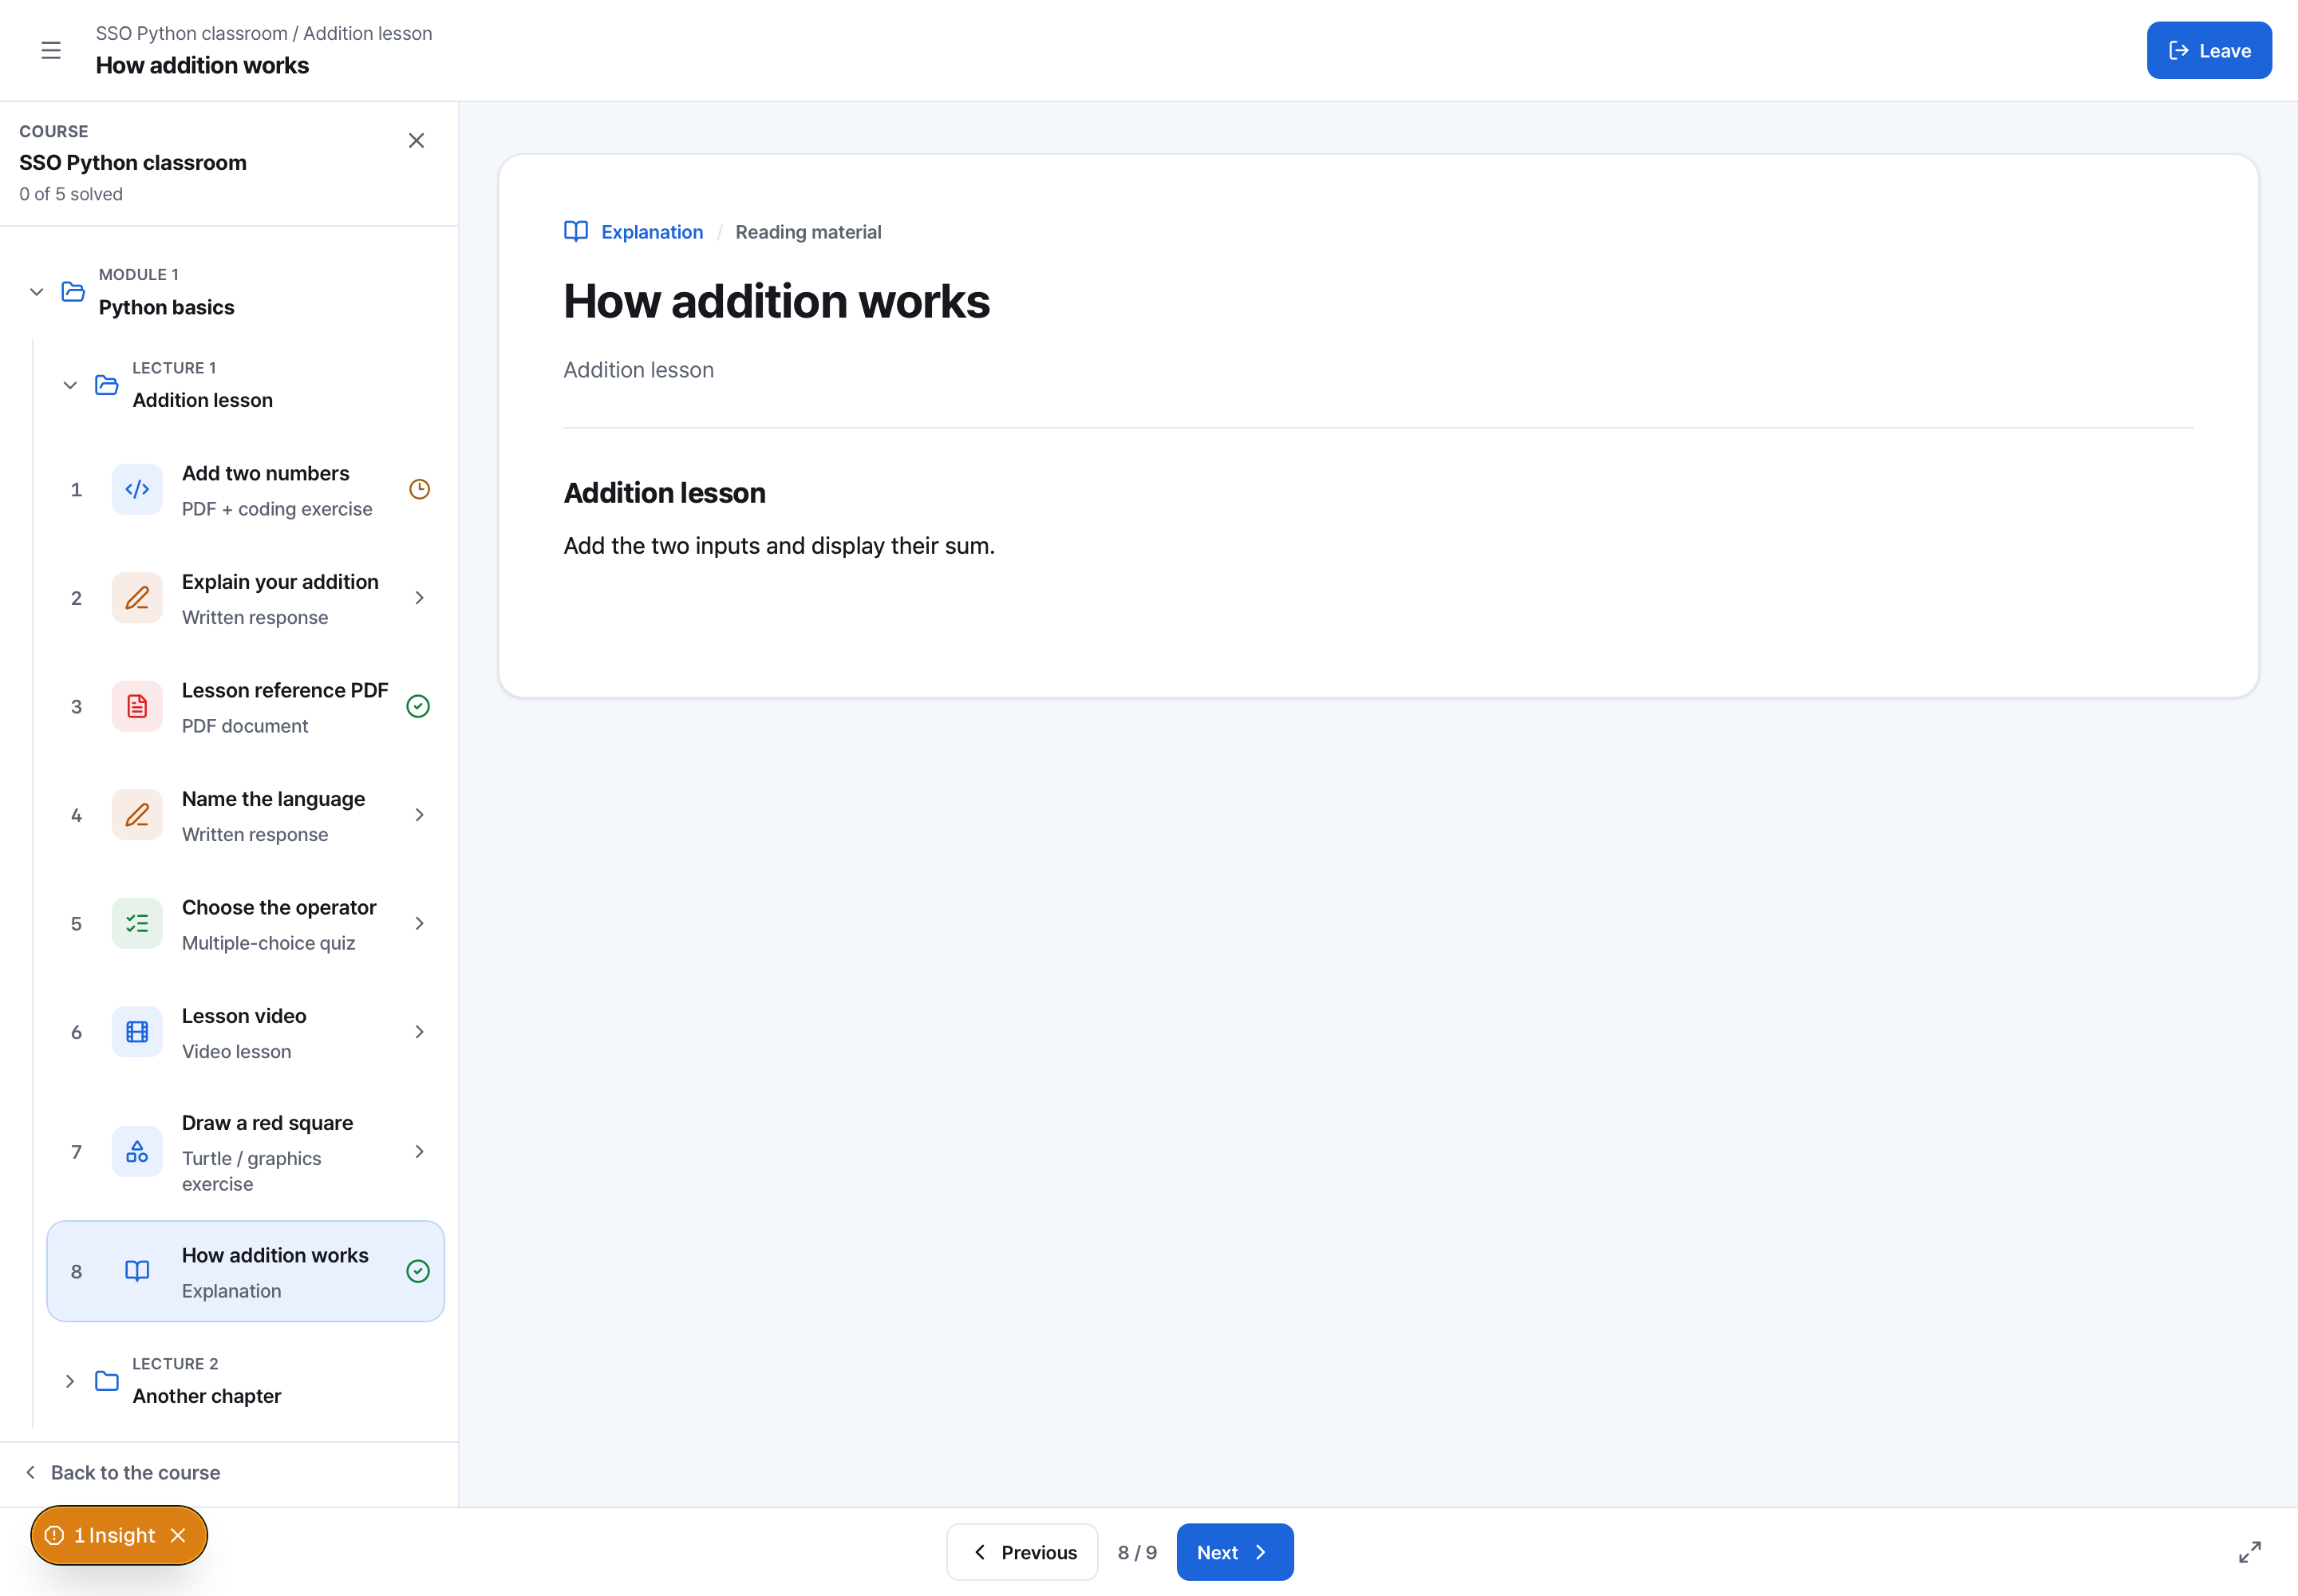 SSO Python classroom / Addition lesson
How addition works
Leave
COURSE
SSO Python classroom
0 of 5 solved
MODULE 1
Python basics
LECTURE 1
Addition lesson
1
Add two numbers
PDF + coding exercise
2
Explain your addition
Written response
3
Lesson reference PDF
PDF document
4
Name the language
Written response
5
Choose the operator
Multiple-choice quiz
6
Lesson video
Video lesson
7
Draw a red square
Turtle / graphics
exercise
8
How addition works
Explanation
LECTURE 2
Another chapter
Back to the course
1 Insight
Explanation / Reading material
How addition works
Addition lesson
Addition lesson
Add the two inputs and display their sum.
Previous
8 / 9
Next